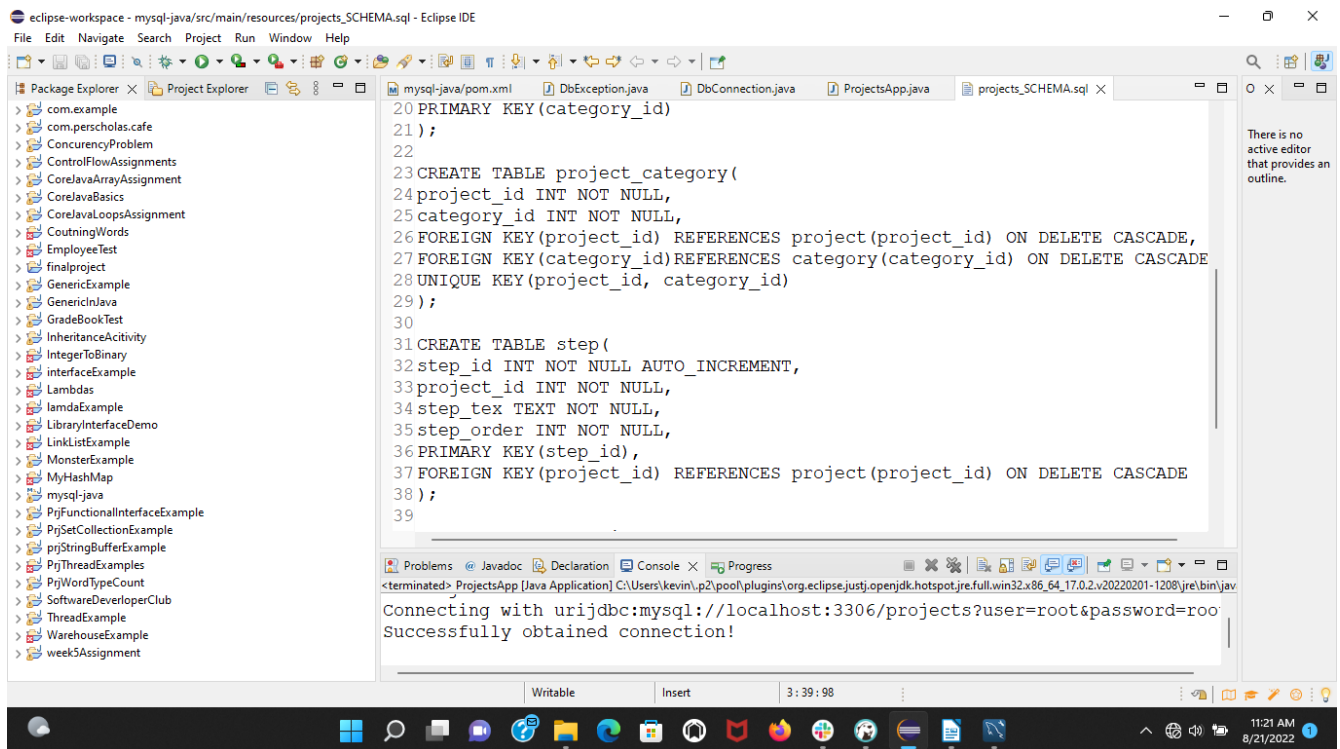 eclipse-workspace - mysql-java/src/main/resources/projects_SCHEMA.sql - Eclipse IDE
File Edit Navigate Search Project Run Window Help
Package Explorer Project Explorer
mysql-java/pom.xml DbException.java DbConnection.java ProjectsApp.java projects_SCHEMA.sql
com.example
com.perscholas.cafe
ConcurencyProblem
ControlFlowAssignments
CoreJavaArrayAssignment
CoreJavaBasics
CoreJavaLoopsAssignment
CoutningWords
EmployeeTest
finalproject
GenericExample
GenericInJava
GradeBookTest
InheritanceAcitivity
IntegerToBinary
interfaceExample
Lambdas
lamdaExample
LibraryInterfaceDemo
LinkListExample
MonsterExample
MyHashMap
mysql-java
PrjFunctionalInterfaceExample
PrjSetCollectionExample
prjStringBufferExample
PrjThreadExamples
PrjWordTypeCount
SoftwareDeverloperClub
ThreadExample
WarehouseExample
week5Assignment
20 PRIMARY KEY(category_id)
21 );
22
23 CREATE TABLE project_category(
24 project_id INT NOT NULL,
25 category_id INT NOT NULL,
26 FOREIGN KEY(project_id) REFERENCES project(project_id) ON DELETE CASCADE,
27 FOREIGN KEY(category_id)REFERENCES category(category_id) ON DELETE CASCADE
28 UNIQUE KEY(project_id, category_id)
29 );
30
31 CREATE TABLE step(
32 step_id INT NOT NULL AUTO_INCREMENT,
33 project_id INT NOT NULL,
34 step_tex TEXT NOT NULL,
35 step_order INT NOT NULL,
36 PRIMARY KEY(step_id),
37 FOREIGN KEY(project_id) REFERENCES project(project_id) ON DELETE CASCADE
38 );
39
O
There is no
active editor
that provides an
outline.
Problems @ Javadoc Declaration Console Progress
<terminated> ProjectsApp [Java Application] C:\Users\kevin\.p2\pool\plugins\org.eclipse.justj.openjdk.hotspot.jre.full.win32.x86_64_17.0.2.v20220201-1208\jre\bin\jav
Connecting with urijdbc:mysql://localhost:3306/projects?user=root&password=roo
Successfully obtained connection!
Writable Insert 3 : 39 : 98
11:21 AM
8/21/2022
1